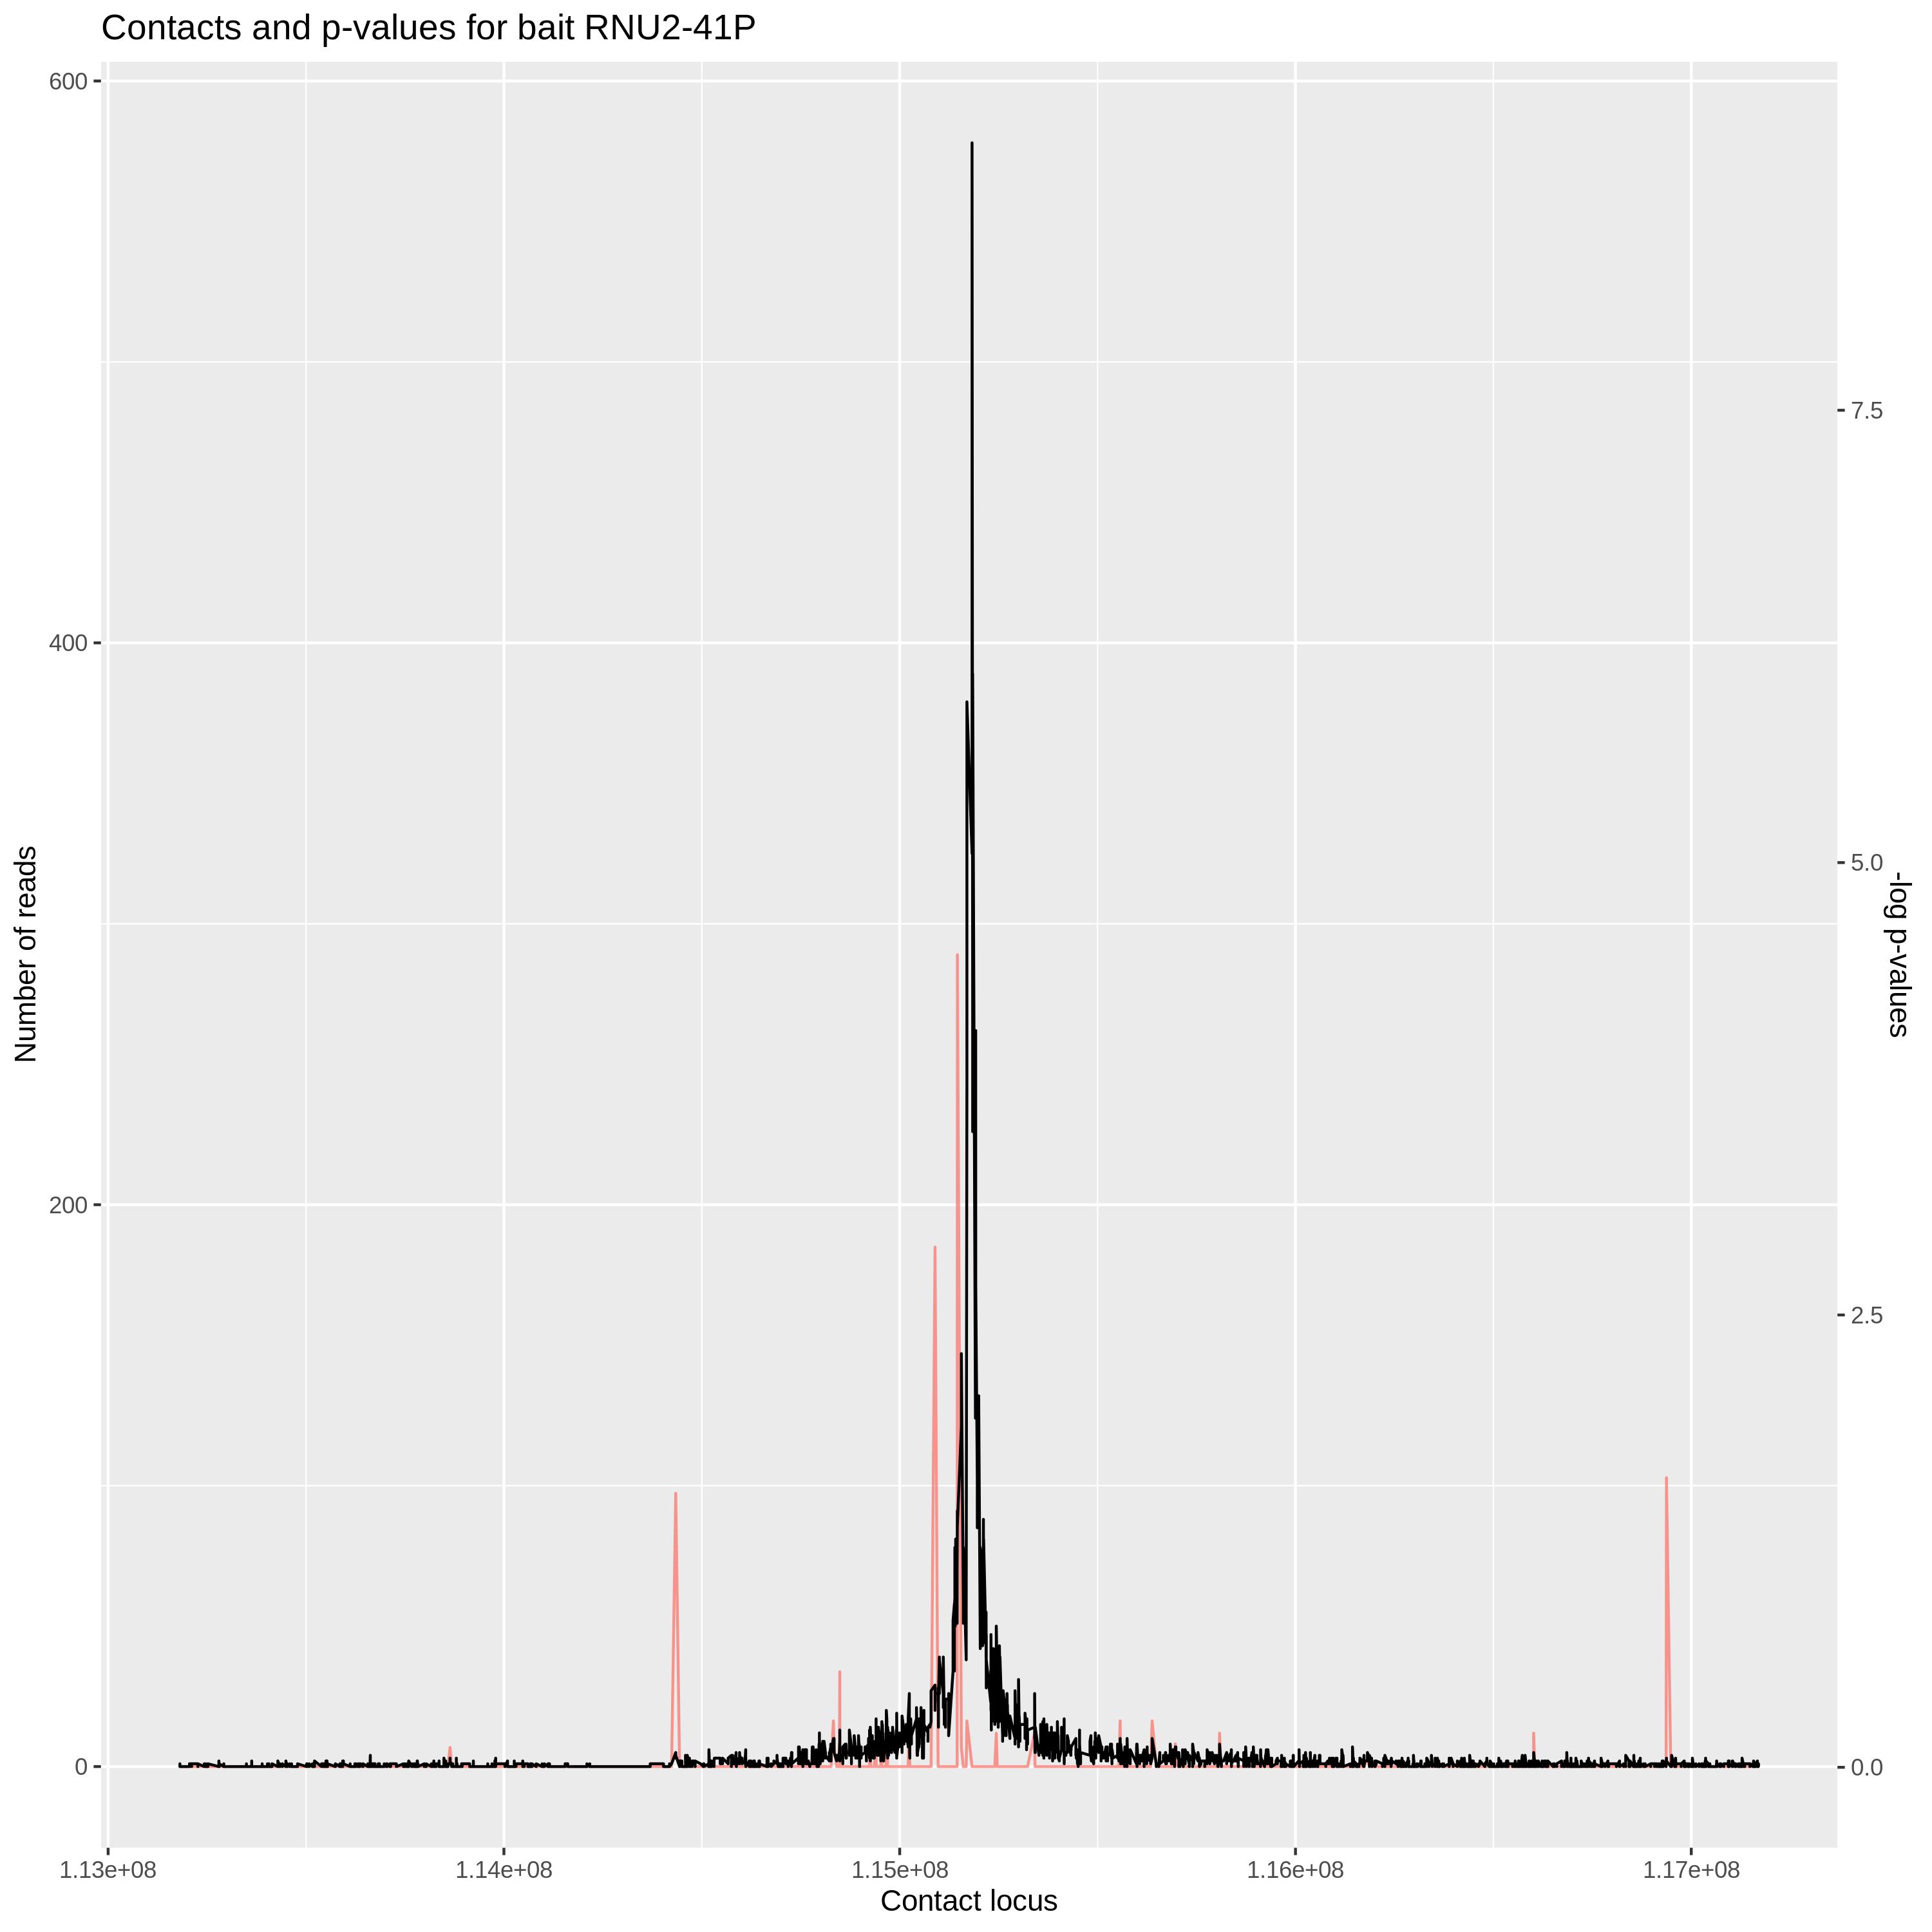 Contacts and p-values for bait RNU2-41P
600
400
200
0
Number of reads
7.5
5.0
2.5
0.0
-log p-values
1.13e+08
1.14e+08
1.15e+08
1.16e+08
1.17e+08
Contact locus